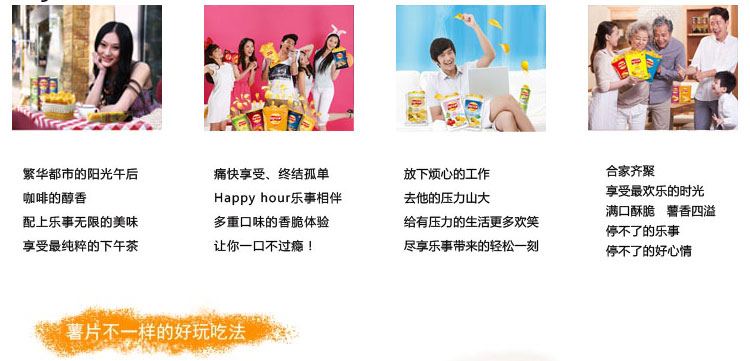 繁华都市的阳光午后
咖啡的醇香
配上乐事无限的美味
享受最纯粹的下午茶
痛快享受、终结孤单
Happy hour乐事相伴
多重口味的香脆体验
让你一口不过瘾！
放下烦心的工作
去他的压力山大
给有压力的生活更多欢笑
尽享乐事带来的轻松一刻
合家齐聚
享受最欢乐的时光
满口酥脆 薯香四溢
停不了的乐事
停不了的好心情
薯片不一样的好玩吃法